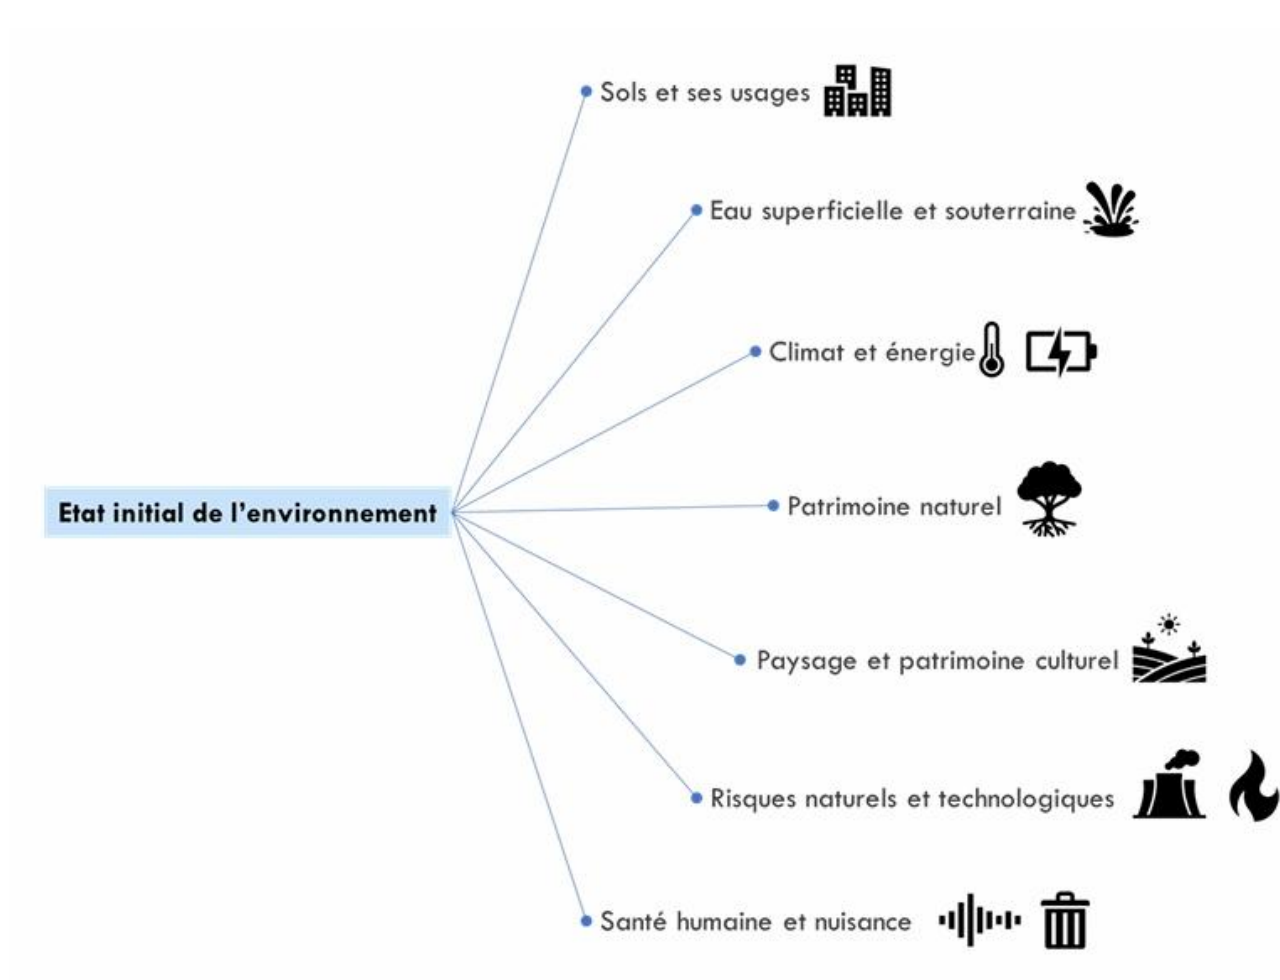 Sols et ses usages
Eau superficielle et souterraine
Climat et énergie
Etat initial de l'environnement
Patrimoine naturel
Paysage et patrimoine culturel
Risques naturels et technologiques
Santé humaine et nuisance